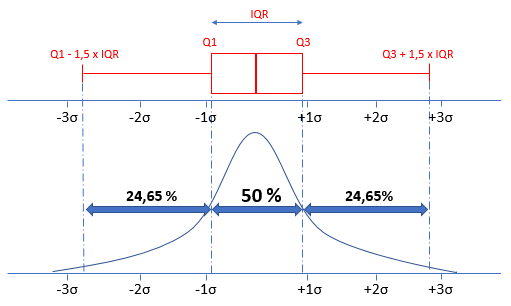 IQR
Q1
Q3
Q1 - 1,5 x IQR
Q3 + 1,5 x IQR
-3σ -2σ -1σ +1σ +2σ +3σ
24,65 % 50 % 24,65%
-3σ -2σ -1σ +1σ +2σ +3σ